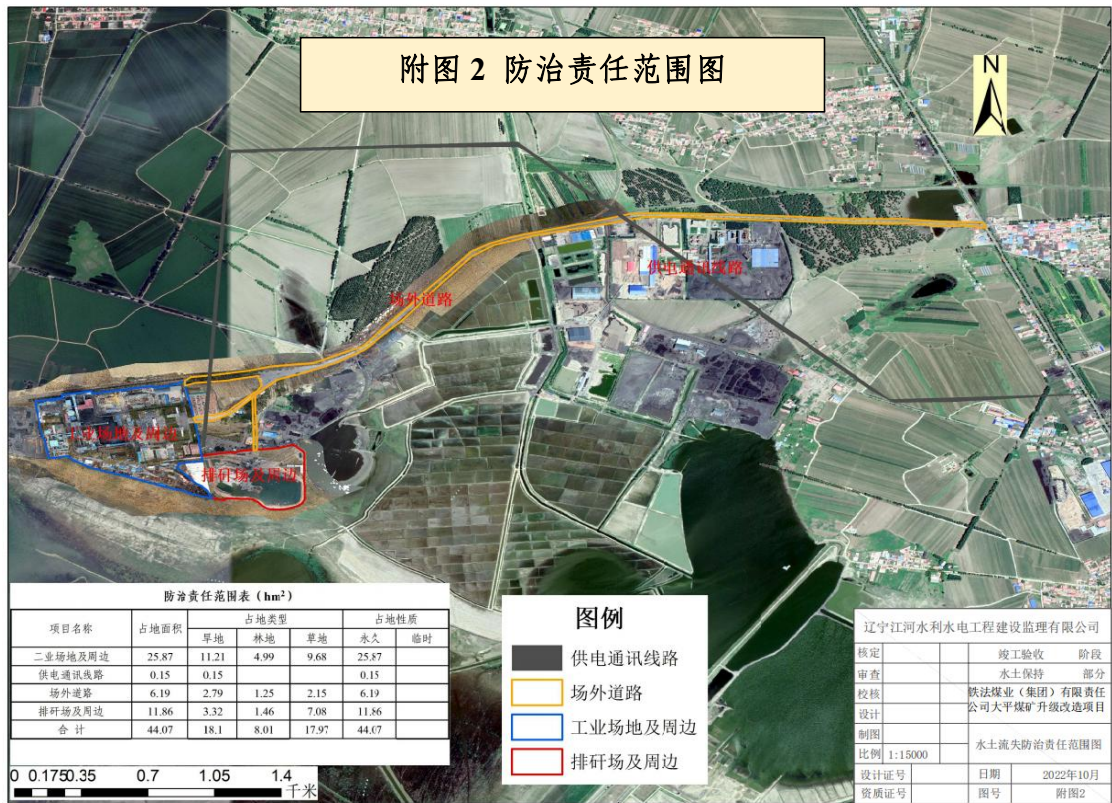 附图 2 防治责任范围图
N
供电通讯线路
场外道路
工业场地及周边
排矸场及周边
防治责任范围表（hm²）
项目名称 占地面积 占地类型 占地性质
旱地 林地 草地 永久 临时
二业场地及周边 25.87 11.21 4.99 9.68 25.87
供电通讯线路 0.15 0.15 0.15
场外道路 6.19 2.79 1.25 2.15 6.19
排矸场及周边 11.86 3.32 1.46 7.08 11.86
合 计 44.07 18.1 8.01 17.97 44.07
0 0.175 0.35 0.7 1.05 1.4
千米
图例
供电通讯线路
场外道路
工业场地及周边
排矸场及周边
辽宁江河水利水电工程建设监理有限公司
核定 竣工验收 阶段
审查 水土保持 部分
校核 铁法煤业（集团）有限责任
公司大平煤矿升级改造项目
设计
制图 水土流失防治责任范围图
比例 1:15000
设计证号 日期 2022年10月
资质证号 图号 附图2